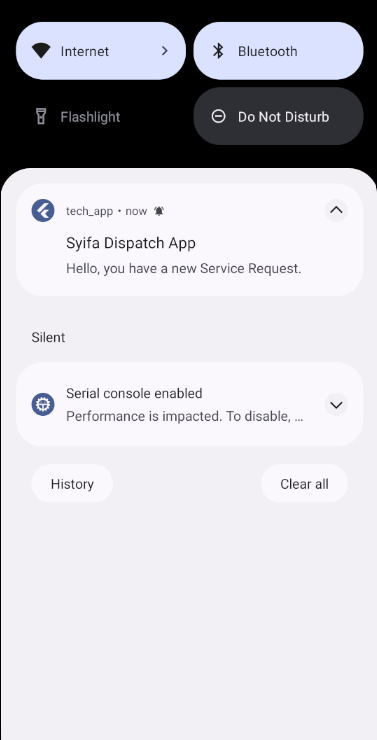 Internet
Bluetooth
Flashlight
Do Not Disturb
tech_app • now
Syifa Dispatch App
Hello, you have a new Service Request.
Silent
Serial console enabled
Performance is impacted. To disable, ...
History
Clear all